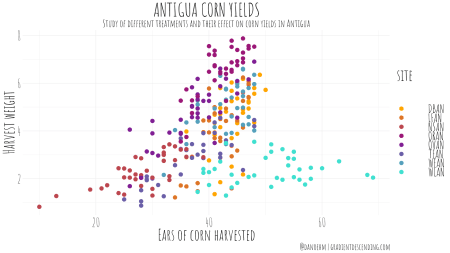 ANTIGUA CORN YIELDS
STUDY OF DIFFERENT TREATMENTS AND THEIR EFFECT ON CORN YIELDS IN ANTIGUA
HARVEST WEIGHT
8
6
4
2
20
40
60
EARS OF CORN HARVESTED
SITE
DBAN
LFAN
NSAN
ORAN
OVAN
TEAN
WEAN
WLAN
@DANOEHM | GRADIENTDESCENDING.COM